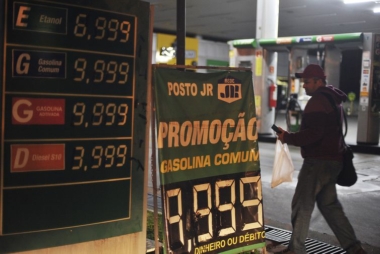 E Etanol 6,999
G Gasolina Comum 9,999
G GASOLINA 9,999
D Diesel S10 3,999
POSTO JR
PROMOÇÃO
GASOLINA COMUM
9,999
DINHEIRO OU DÉBITO